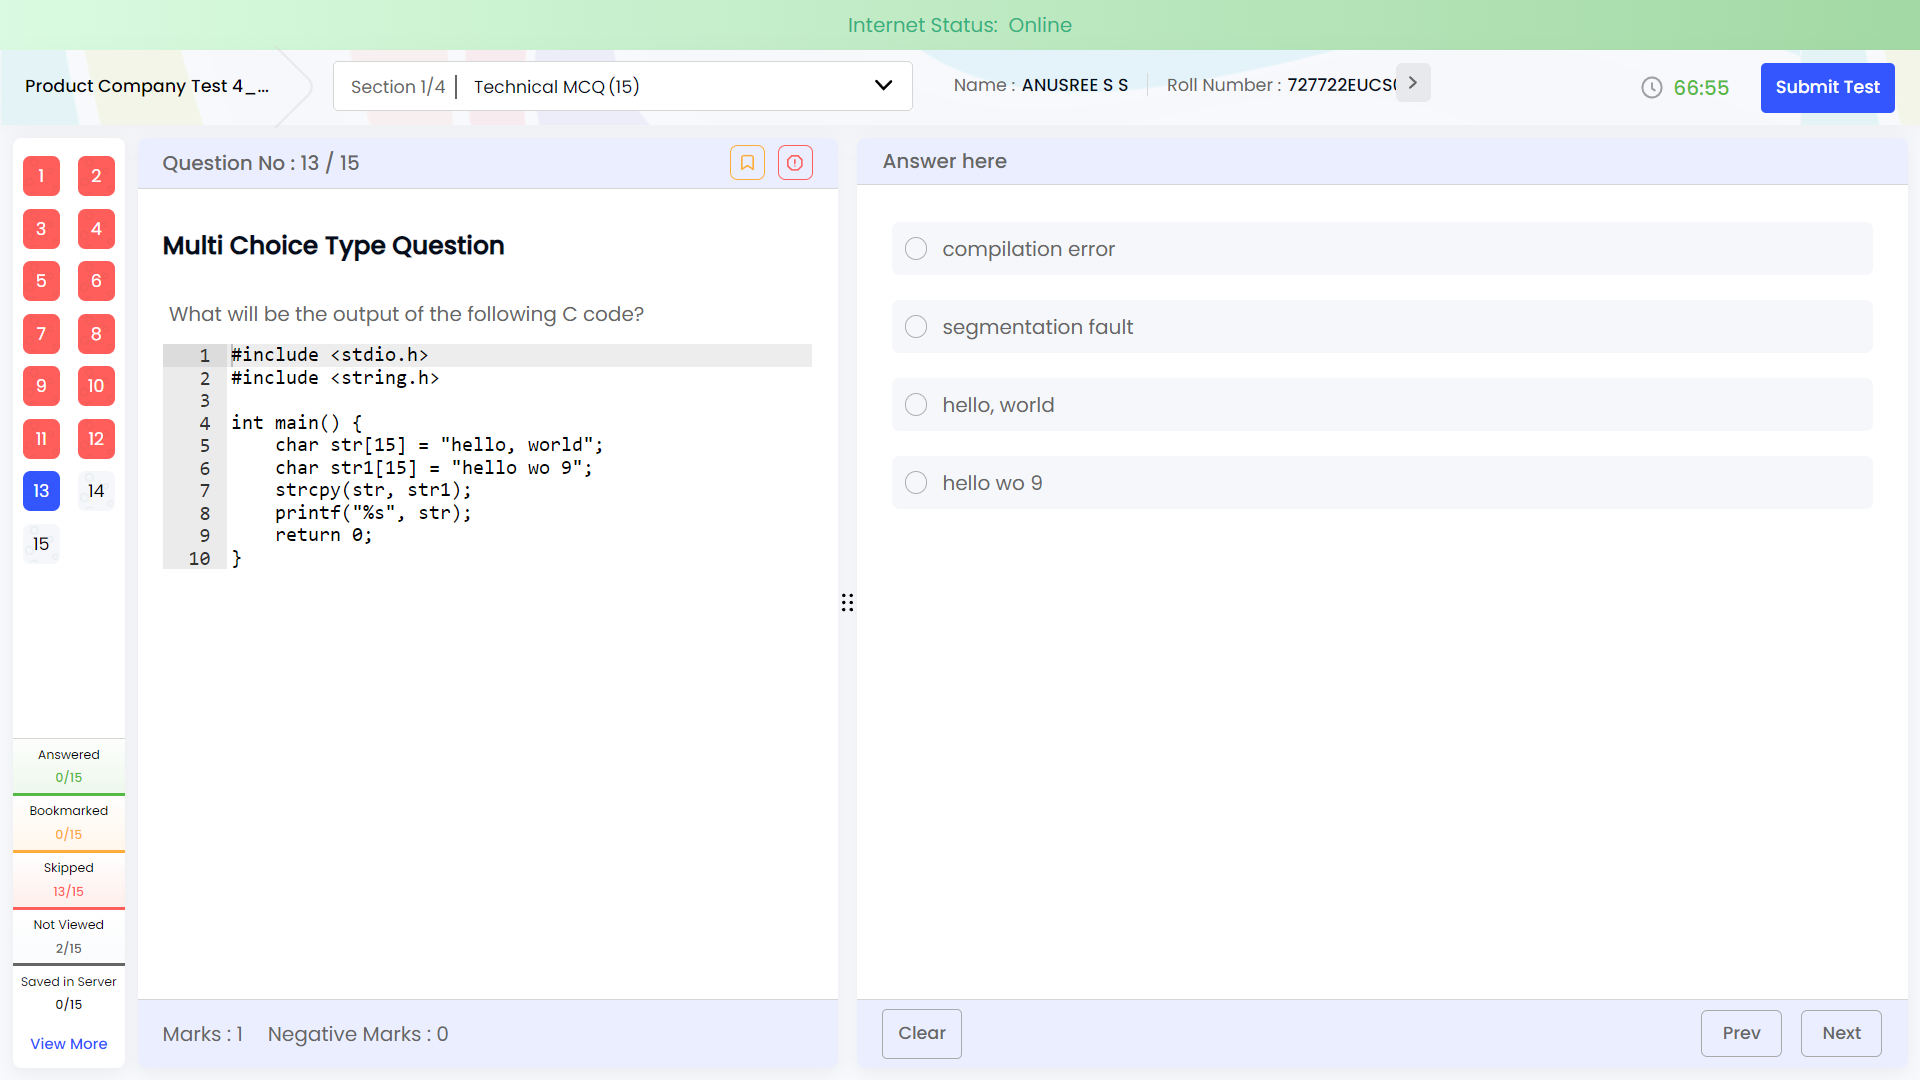 Internet Status: Online
Product Company Test 4_...
Section 1/4 | Technical MCQ (15)
Name : ANUSREE S S
Roll Number : 727722EUCS
66:55
Submit Test
1 2
3 4
5 6
7 8
9 10
11 12
13 14
15
Answered
0/15
Bookmarked
0/15
Skipped
13/15
Not Viewed
2/15
Saved in Server
0/15
View More
Question No : 13 / 15
Multi Choice Type Question
What will be the output of the following C code?
1 #include <stdio.h>
2 #include <string.h>
3
4 int main() {
5     char str[15] = "hello, world";
6     char str1[15] = "hello wo 9";
7     strcpy(str, str1);
8     printf("%s", str);
9     return 0;
10 }
Marks : 1 Negative Marks : 0
Answer here
compilation error
segmentation fault
hello, world
hello wo 9
Clear
Prev
Next